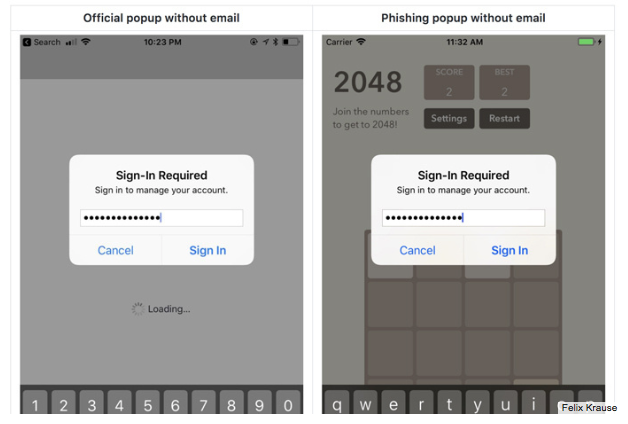 Official popup without email
Phishing popup without email
Search
10:23 PM
Carrier
11:32 AM
2048
SCORE
2
BEST
2
Join the numbers
to get to 2048!
Settings
Restart
Sign-In Required
Sign in to manage your account.
••••••••••••••
Cancel
Sign In
Sign-In Required
Sign in to manage your account.
••••••••••••••
Cancel
Sign In
Loading...
1 2 3 4 5 6 7 8 9 0
q w e r t y u i
Felix Krause